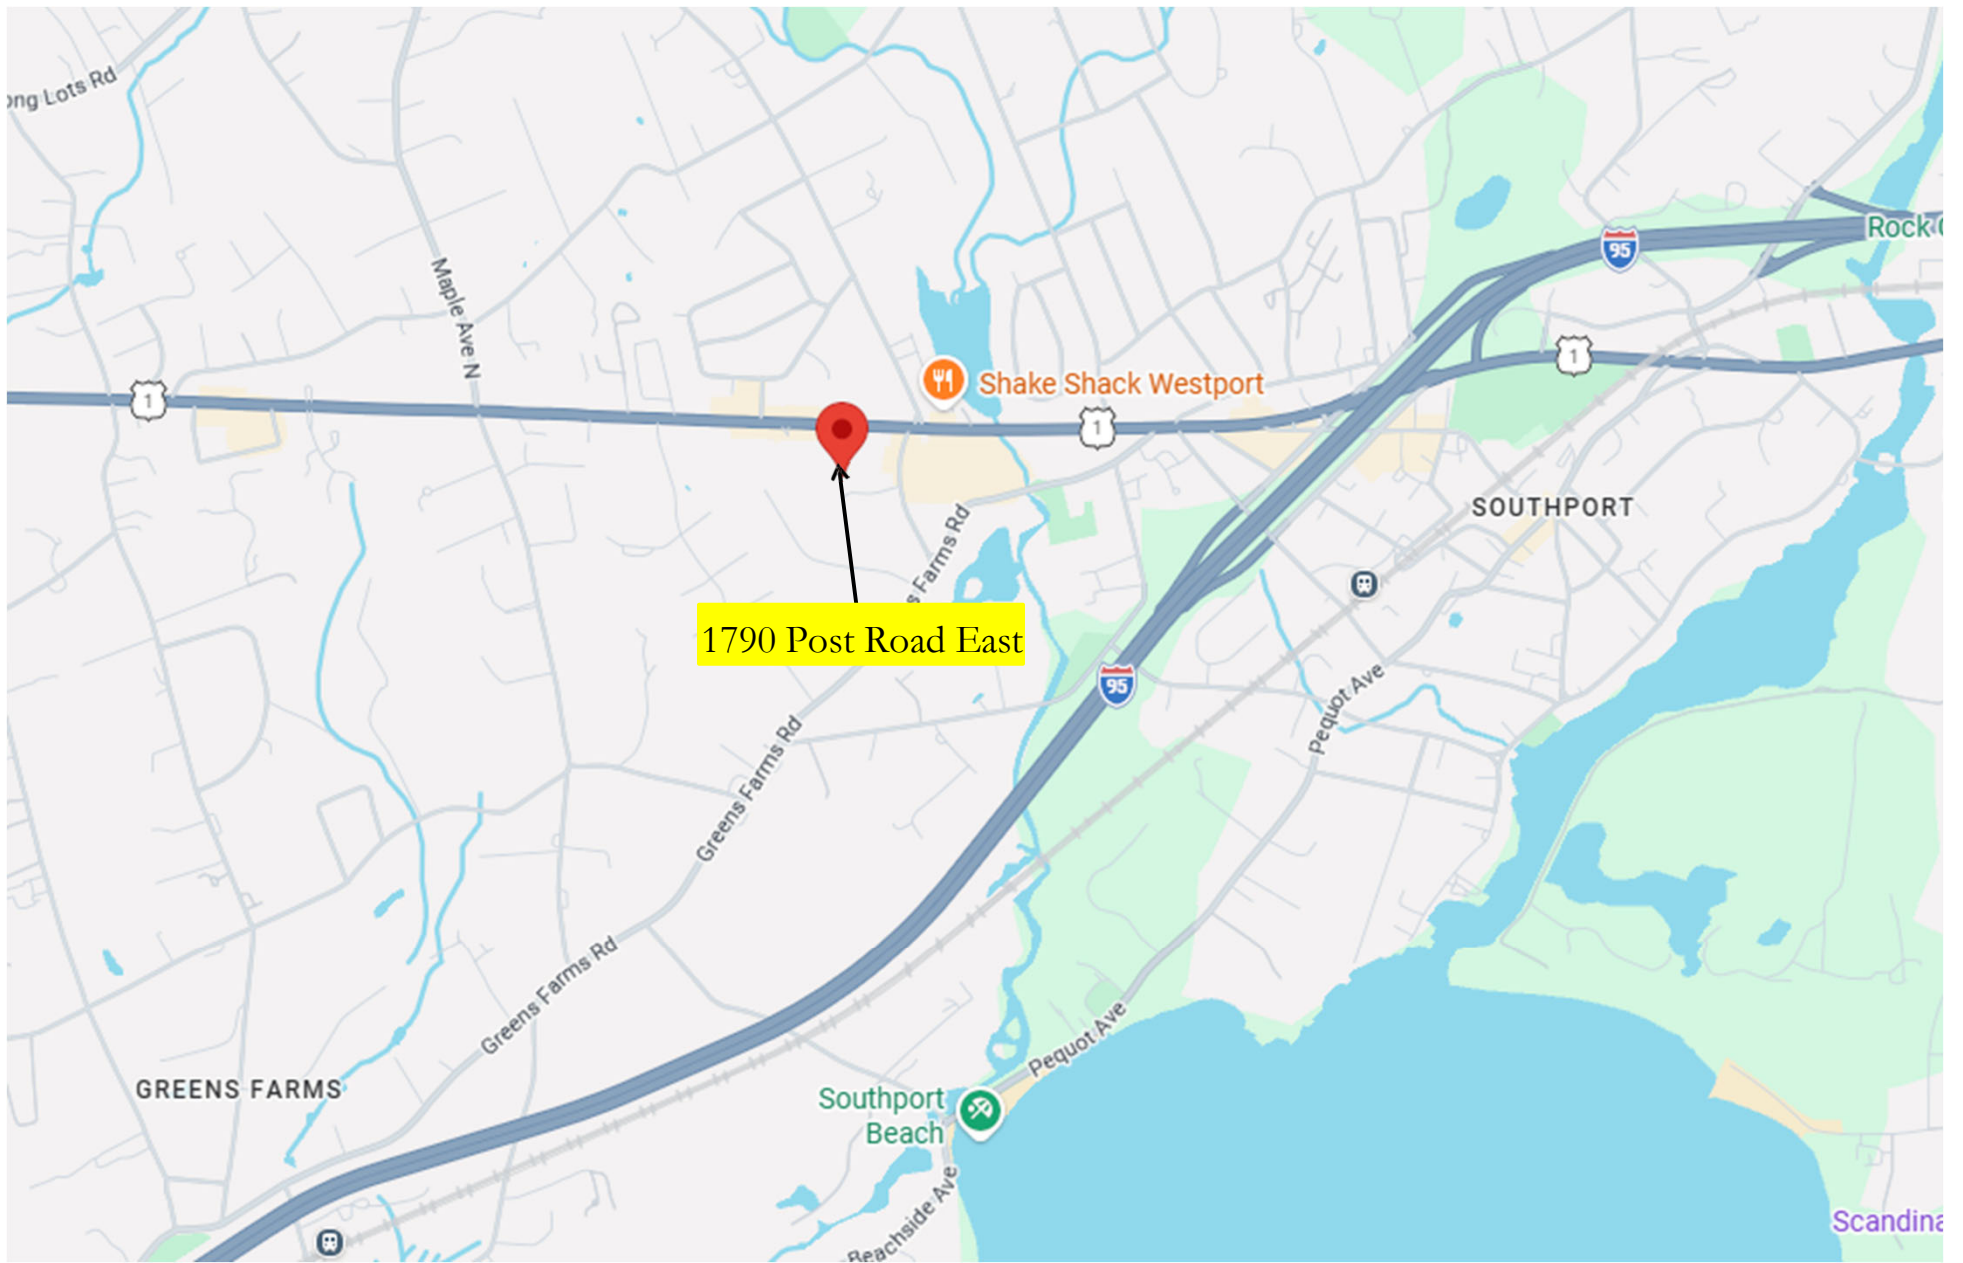 ong Lots Rd
Maple Ave N
95
Rock
1
1
Shake Shack Westport
1
SOUTHPORT
s Farms Rd
1790 Post Road East
95
Pequot Ave
Greens Farms Rd
Greens Farms Rd
Pequot Ave
GREENS FARMS
Southport
Beach
Beachside Ave
Scandina